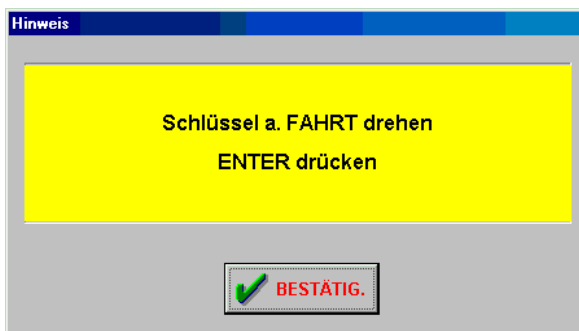 Hinweis
Schlüssel a. FAHRT drehen
ENTER drücken
BESTÄTIG.